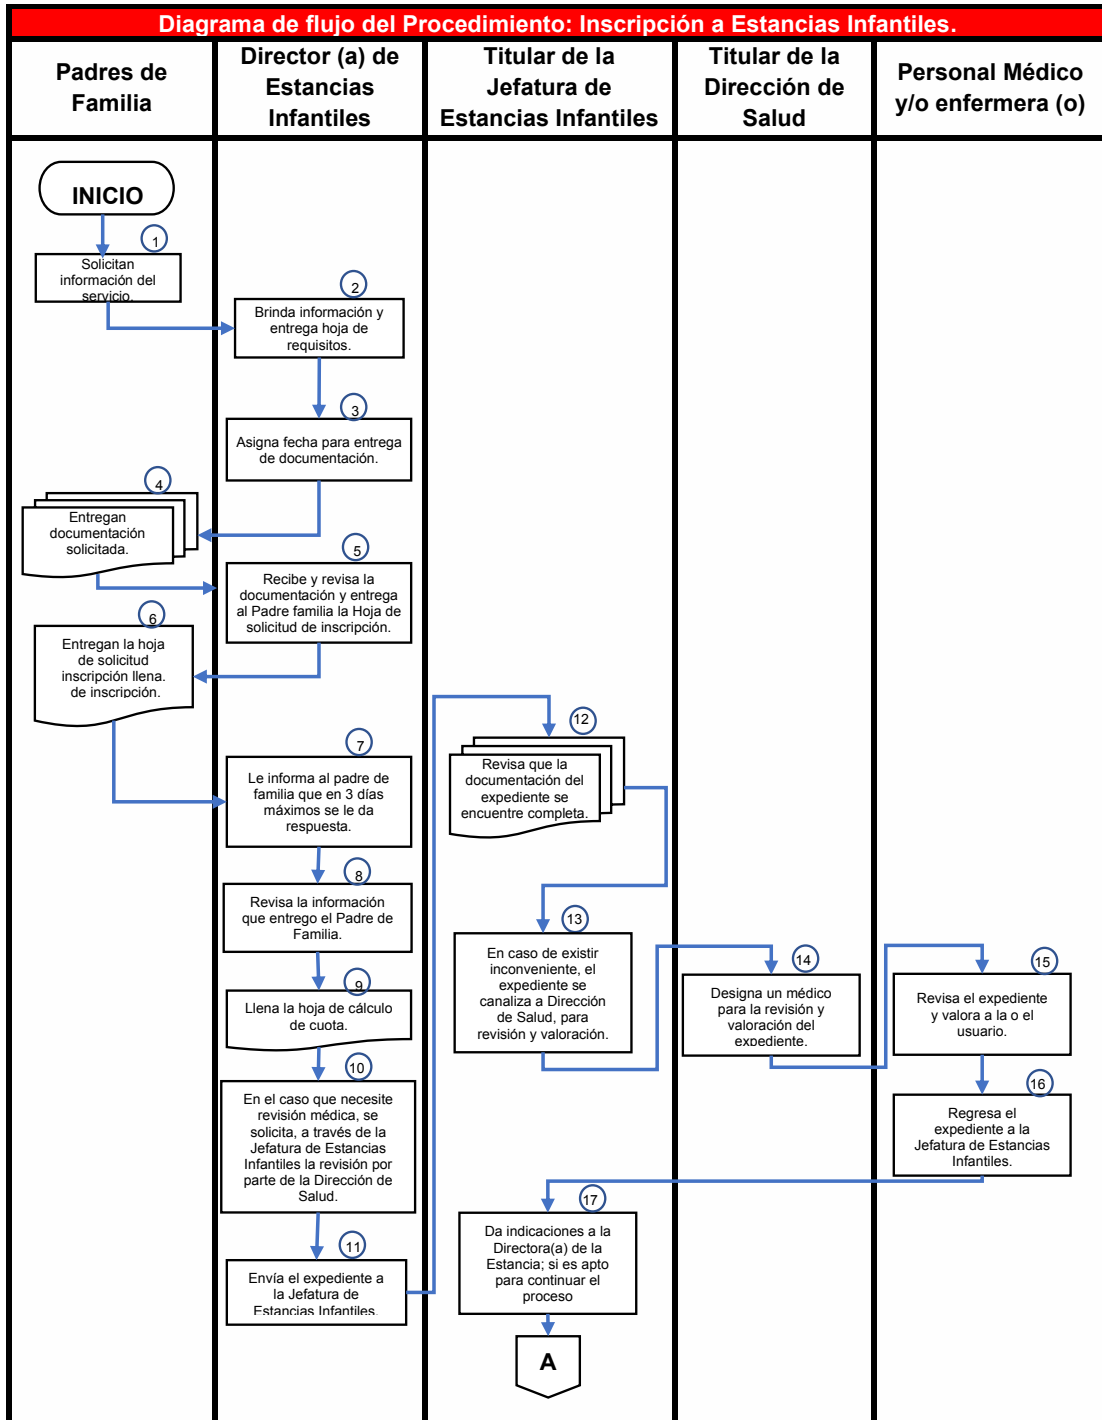 Diagrama de flujo del Procedimiento: Inscripción a Estancias Infantiles.
Padres de
Familia
Director (a) de
Estancias
Infantiles
Titular de la
Jefatura de
Estancias Infantiles
Titular de la
Dirección de
Salud
Personal Médico
y/o enfermera (o)
INICIO
1
Solicitan
información del
servicio.
2
Brinda información y
entrega hoja de
requisitos.
3
Asigna fecha para entrega
de documentación.
4
Entregan
documentación
solicitada.
5
Recibe y revisa la
documentación y entrega
al Padre familia la Hoja de
solicitud de inscripción.
6
Entregan la hoja
de solicitud
inscripción llena.
de inscripción.
7
Le informa al padre de
familia que en 3 días
máximos se le da
respuesta.
8
Revisa la información
que entrego el Padre de
Familia.
9
Llena la hoja de cálculo
de cuota.
10
En el caso que necesite
revisión médica, se
solicita, a través de la
Jefatura de Estancias
Infantiles la revisión por
parte de la Dirección de
Salud.
11
Envía el expediente a
la Jefatura de
Estancias Infantiles.
12
Revisa que la
documentación del
expediente se
encuentre completa.
13
En caso de existir
inconveniente, el
expediente se
canaliza a Dirección
de Salud, para
revisión y valoración.
14
Designa un médico
para la revisión y
valoración del
expediente.
15
Revisa el expediente
y valora a la o el
usuario.
16
Regresa el
expediente a la
Jefatura de Estancias
Infantiles.
17
Da indicaciones a la
Directora(a) de la
Estancia; si es apto
para continuar el
proceso
A